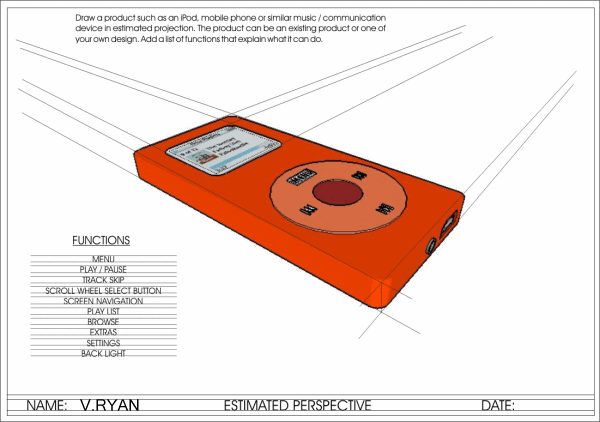 Draw a product such as an iPod, mobile phone or similar music / communication
device in estimated projection. The product can be an existing product or one of
your own design. Add a list of functions that explain what it can do.
MENU
FUNCTIONS
MENU
PLAY / PAUSE
TRACK SKIP
SCROLL WHEEL SELECT BUTTON
SCREEN NAVIGATION
PLAY LIST
BROWSE
EXTRAS
SETTINGS
BACK LIGHT
NAME: V.RYAN ESTIMATED PERSPECTIVE DATE: